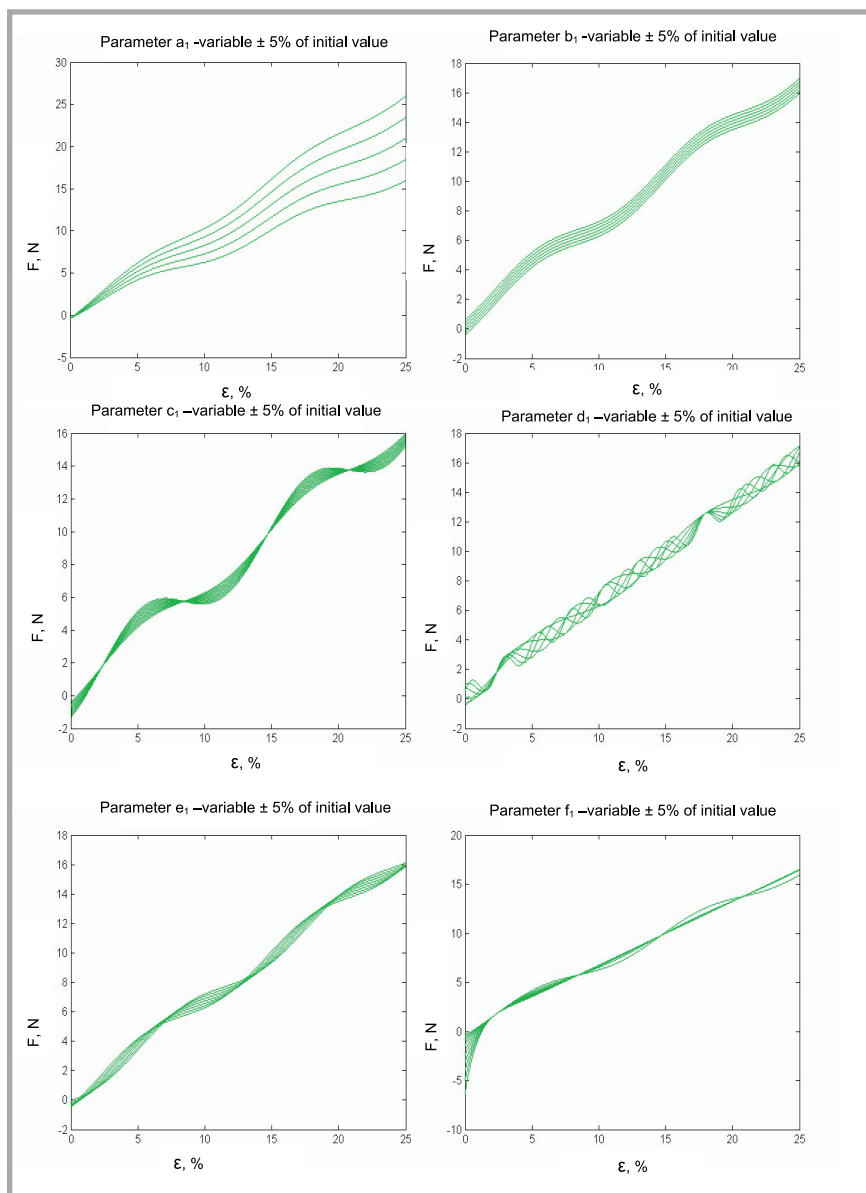 Parameter a₁ -variable ± 5% of initial value
30
25
20
15
10
5
0
-5
F, N
0 5 10 15 20 25
ε, %
Parameter b₁ -variable ± 5% of initial value
18
16
14
12
10
8
6
4
2
0
-2
F, N
0 5 10 15 20 25
ε, %
Parameter c₁ –variable ± 5% of initial value
16
14
12
10
8
6
4
2
0
-2
F, N
0 5 10 15 20 25
ε, %
Parameter d₁ –variable ± 5% of initial value
18
16
14
12
10
8
6
4
2
0
-2
F, N
0 5 10 15 20 25
ε, %
Parameter e₁ –variable ± 5% of initial value
18
16
14
12
10
8
6
4
2
0
-2
F, N
0 5 10 15 20 25
ε, %
Parameter f₁ –variable ± 5% of initial value
20
15
10
5
0
-5
-10
F, N
0 5 10 15 20 25
ε, %